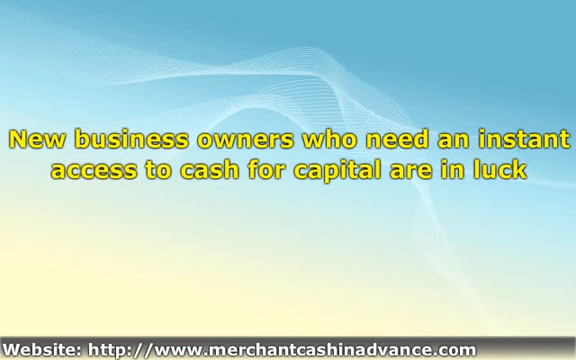 New business owners who need an instant
access to cash for capital are in luck
Website: http://www.merchantcashinadvance.com